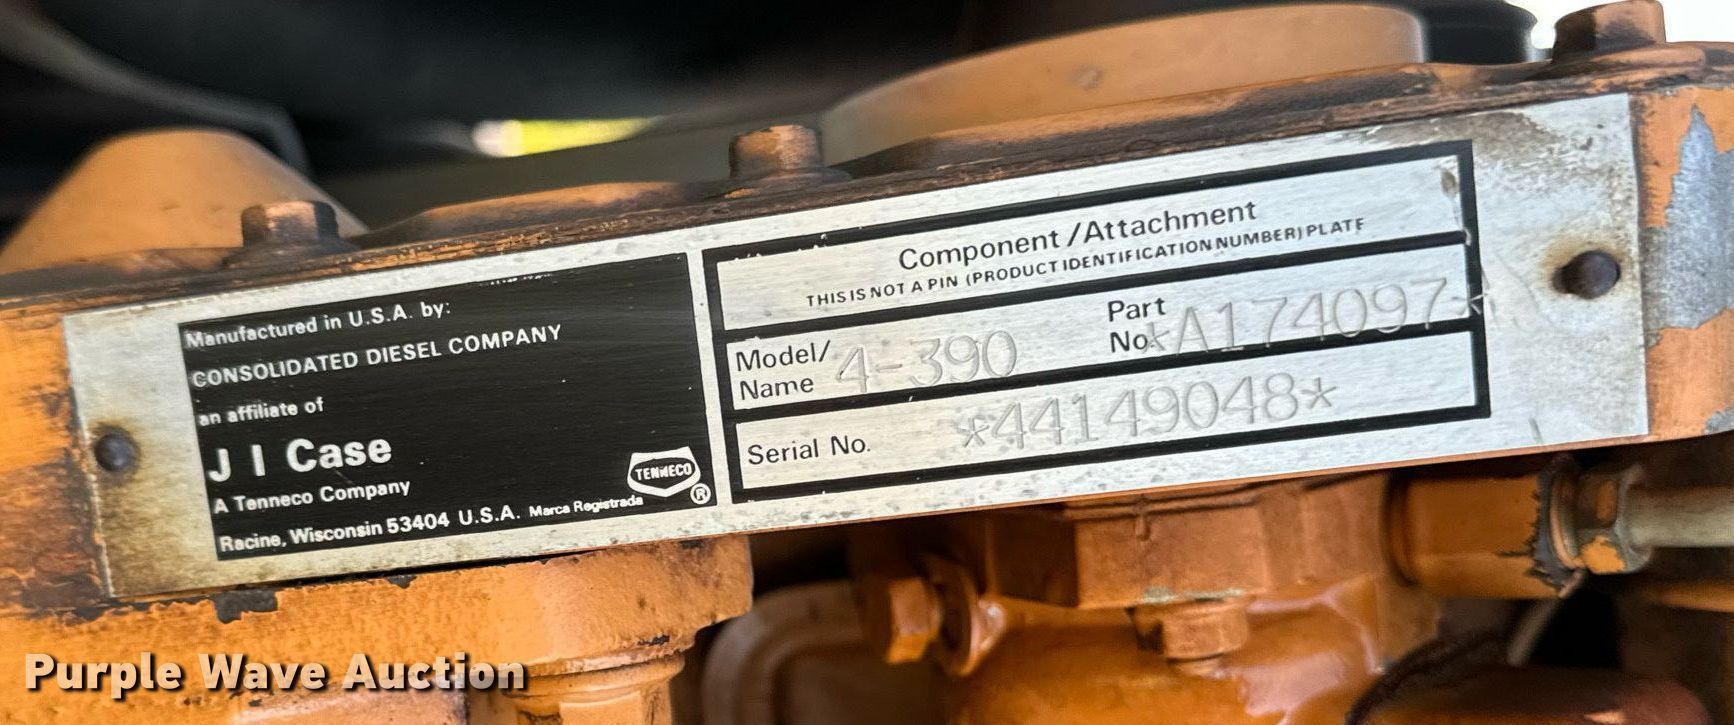 Manufactured in U.S.A. by:
CONSOLIDATED DIESEL COMPANY
an affiliate of
J I Case
A Tenneco Company
Racine, Wisconsin 53404 U.S.A. Marca Registrada
TENNECO
®
Component/Attachment
THIS IS NOT A PIN (PRODUCT IDENTIFICATION NUMBER) PLATE
Model/
Name 4-390
Part
No. *A174097*
Serial No. *44149048*
Purple Wave Auction